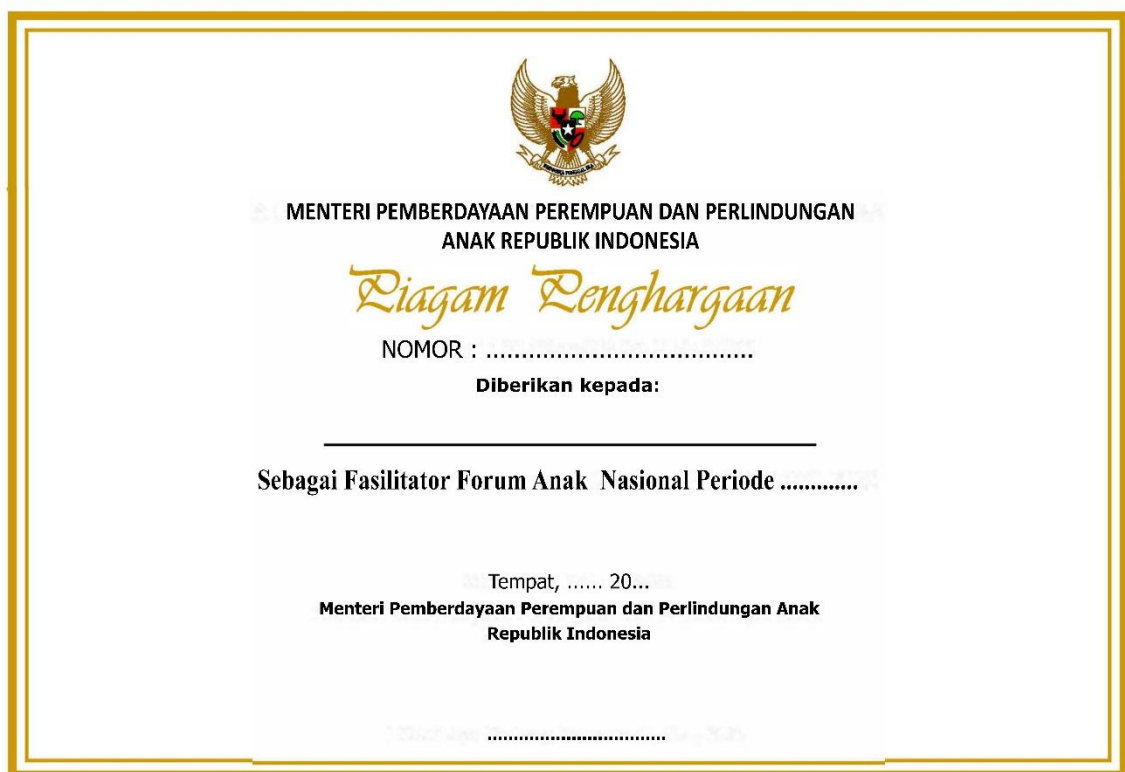 MENTERI PEMBERDAYAAN PEREMPUAN DAN PERLINDUNGAN
ANAK REPUBLIK INDONESIA
Piagam Penghargaan
NOMOR : .....................................
Diberikan kepada:
Sebagai Fasilitator Forum Anak Nasional Periode .............
Tempat, ...... 20...
Menteri Pemberdayaan Perempuan dan Perlindungan Anak
Republik Indonesia
..................................